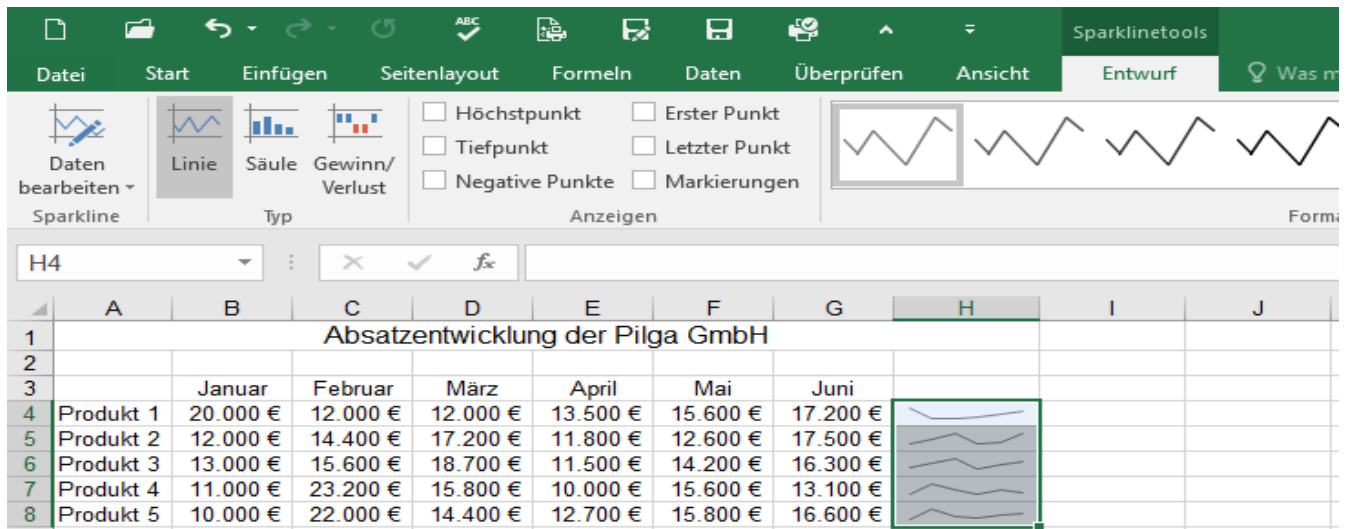 ABC
Sparklinetools
Datei Start Einfügen Seitenlayout Formeln Daten Überprüfen Ansicht Entwurf Was
Höchstpunkt Erster Punkt
Tiefpunkt Letzter Punkt
Daten Linie Säule Gewinn/
bearbeiten Verlust
Negative Punkte Markierungen
Sparkline Typ Anzeigen Forma
H4 fx
A B C D E F G H I J
1 Absatzentwicklung der Pilga GmbH
2
3 Januar Februar März April Mai Juni
4 Produkt 1 20.000 € 12.000 € 12.000 € 13.500 € 15.600 € 17.200 €
5 Produkt 2 12.000 € 14.400 € 17.200 € 11.800 € 12.600 € 17.500 €
6 Produkt 3 13.000 € 15.600 € 18.700 € 11.500 € 14.200 € 16.300 €
7 Produkt 4 11.000 € 23.200 € 15.800 € 10.000 € 15.600 € 13.100 €
8 Produkt 5 10.000 € 22.000 € 14.400 € 12.700 € 15.800 € 16.600 €